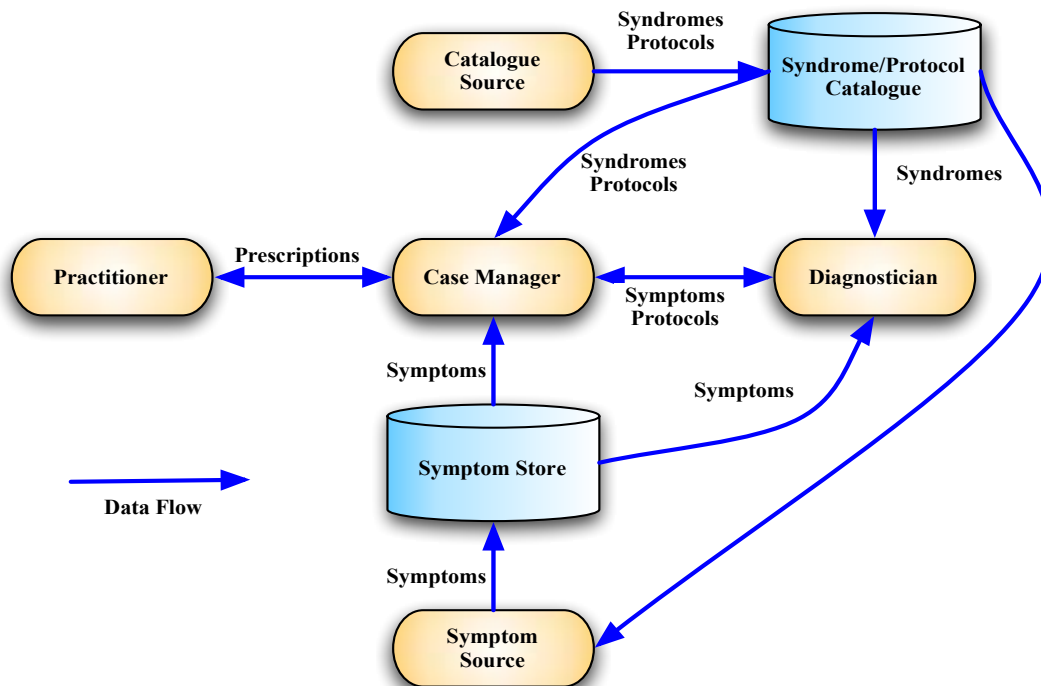 Syndromes
Protocols
Catalogue
Source
Syndrome/Protocol
Catalogue
Syndromes
Protocols
Syndromes
Prescriptions
Practitioner
Case Manager
Symptoms
Protocols
Diagnostician
Symptoms
Symptoms
Symptom Store
Data Flow
Symptoms
Symptom
Source